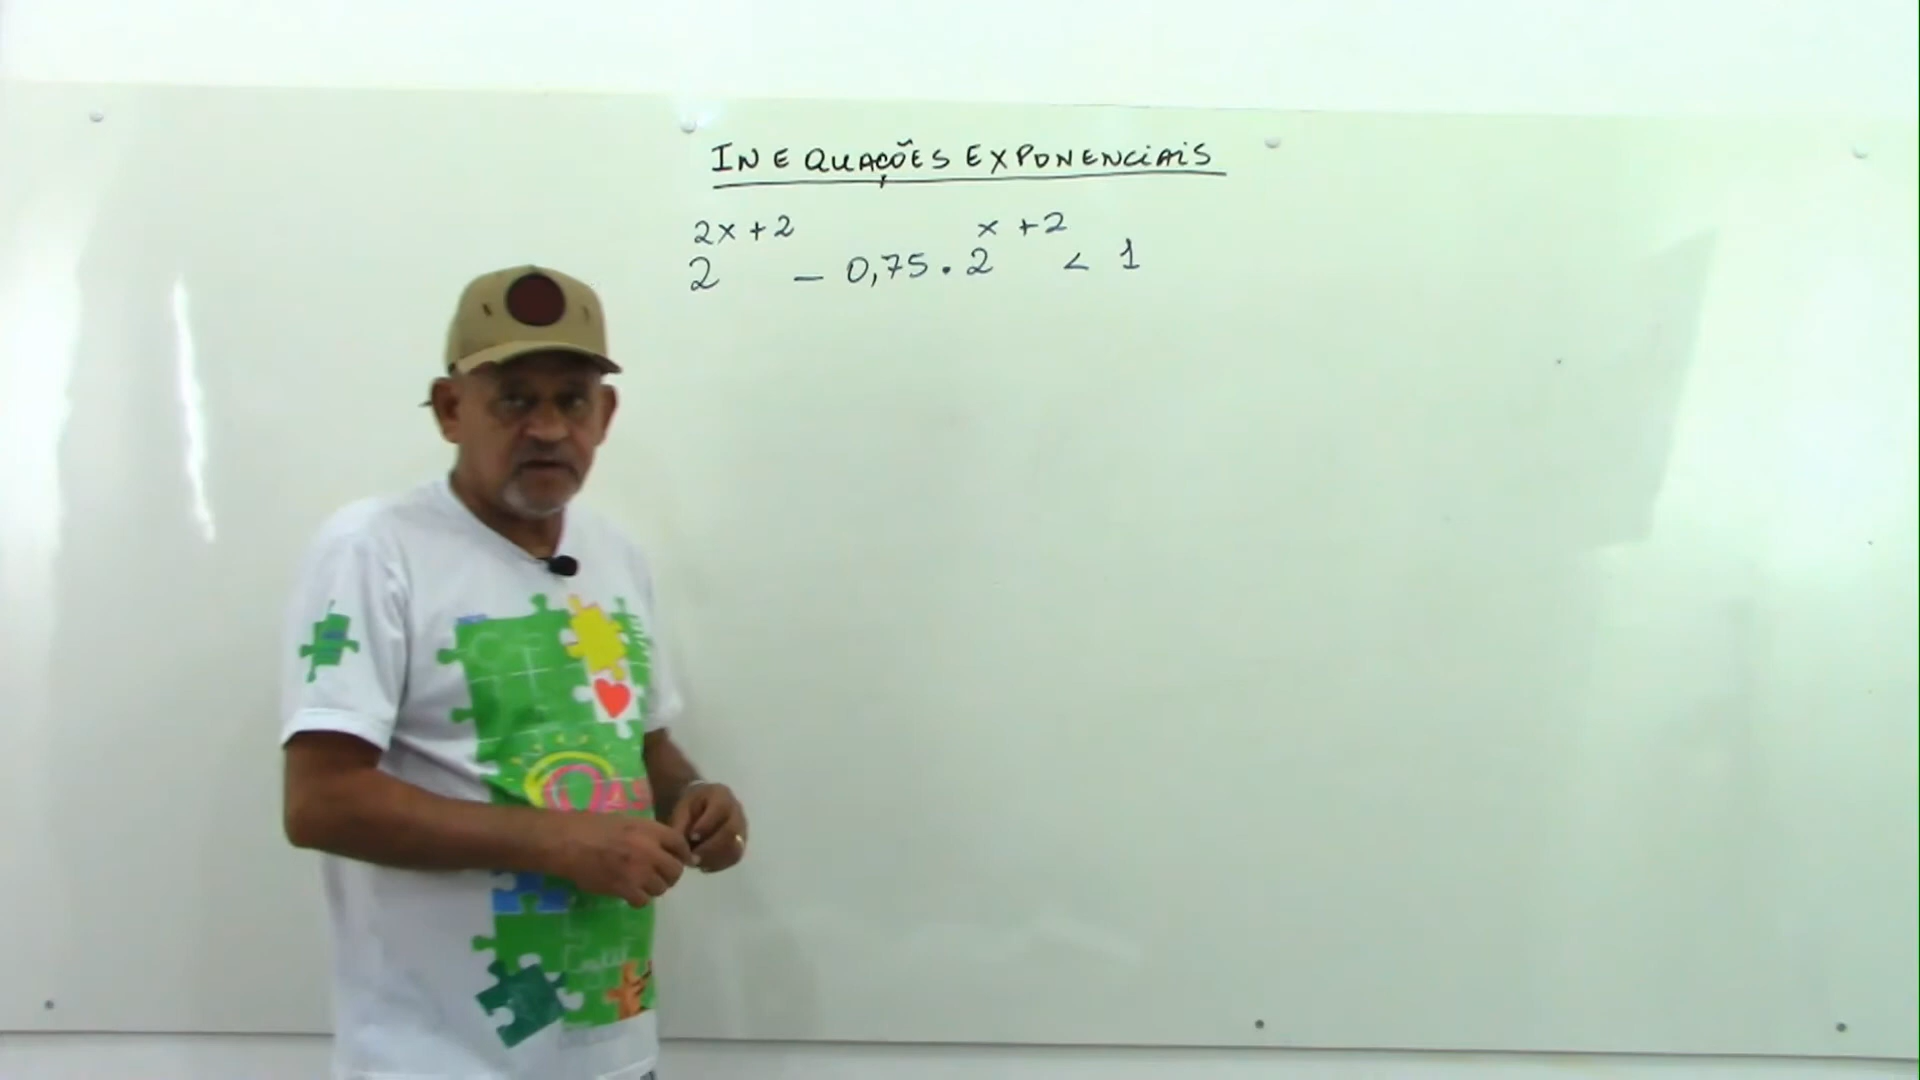 INEQUAÇÕES EXPONENCIAIS
2^{2x+2} - 0,75 . 2^{x+2} < 1